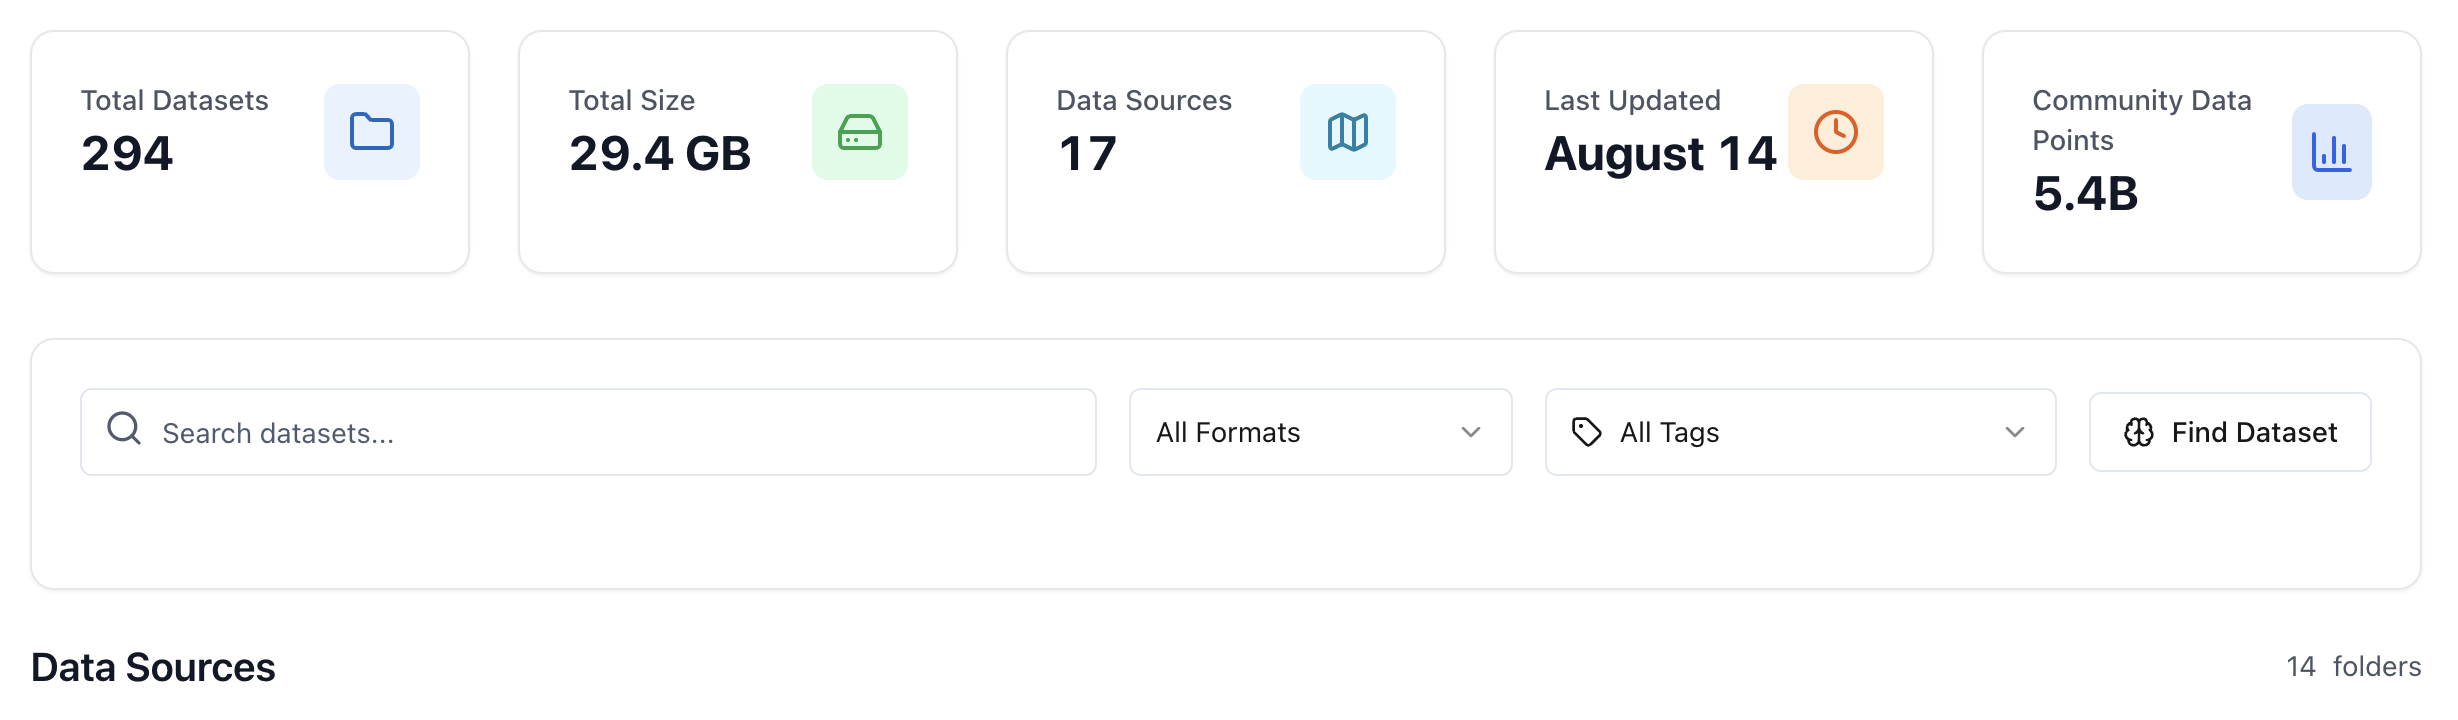 Total Datasets
294
Total Size
29.4 GB
Data Sources
17
Last Updated
August 14
Community Data
Points
5.4B
Search datasets...
All Formats
All Tags
Find Dataset
Data Sources
14 folders